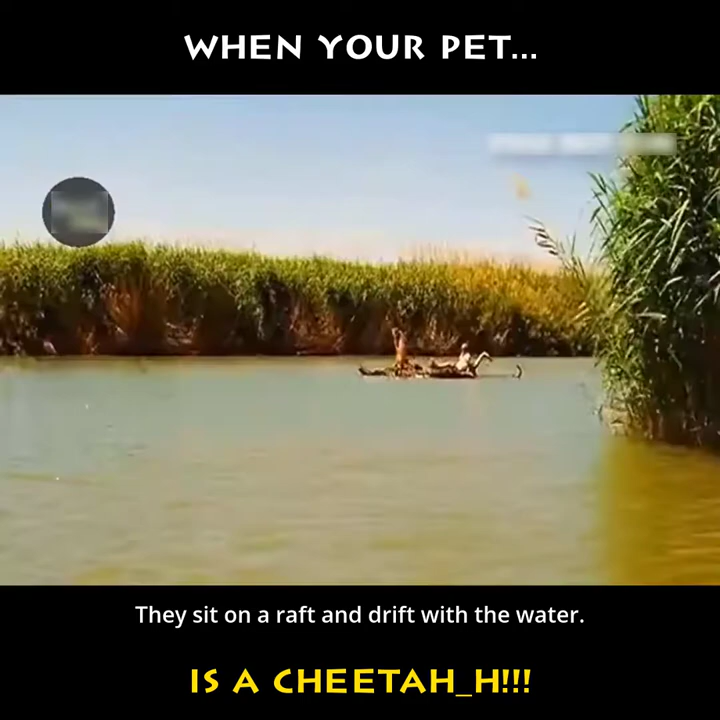 WHEN YOUR PET...
They sit on a raft and drift with the water.
IS A CHEETAH_H!!!